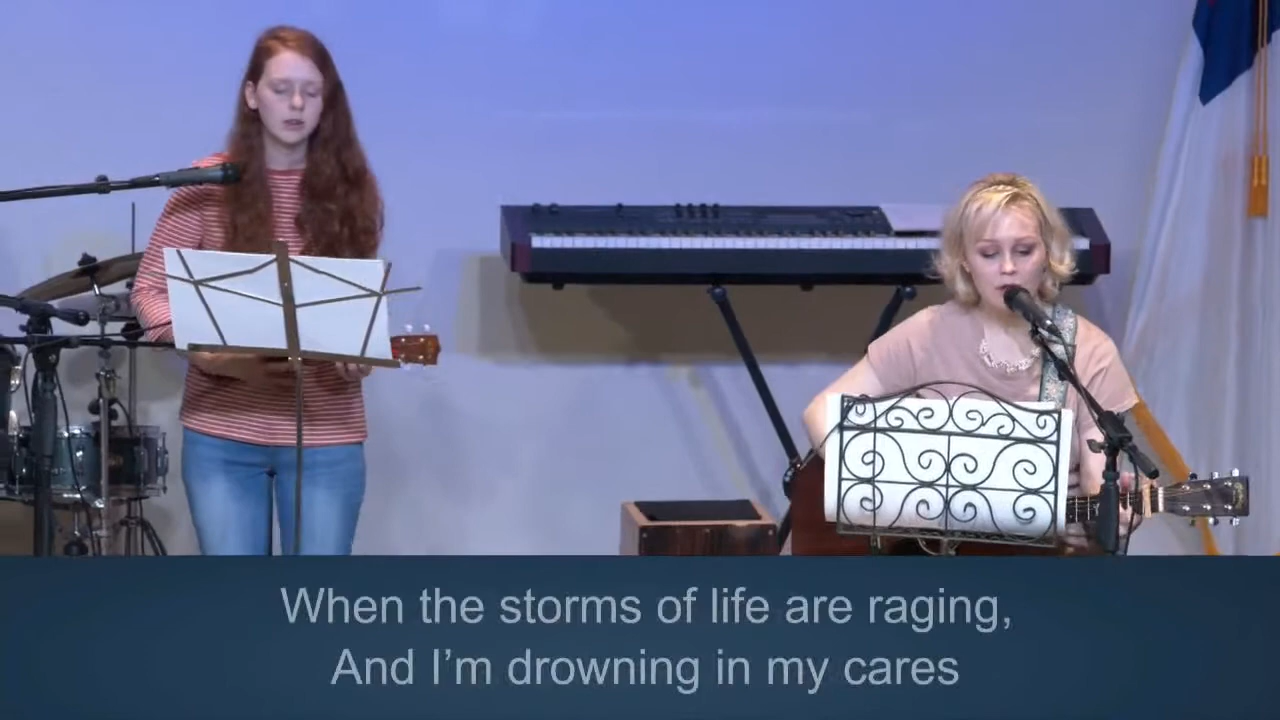 When the storms of life are raging,
And I'm drowning in my cares